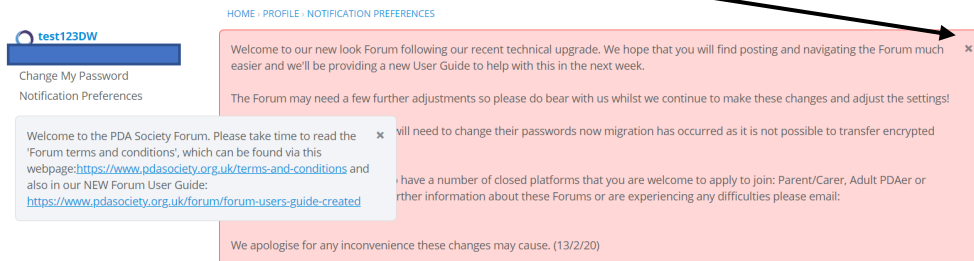 HOME › PROFILE › NOTIFICATION PREFERENCES
test123DW
Change My Password
Notification Preferences
Welcome to the PDA Society Forum. Please take time to read the
'Forum terms and conditions', which can be found via this
webpage:https://www.pdasociety.org.uk/terms-and-conditions and
also in our NEW Forum User Guide:
https://www.pdasociety.org.uk/forum/forum-users-guide-created
×
Welcome to our new look Forum following our recent technical upgrade. We hope that you will find posting and navigating the Forum much
easier and we'll be providing a new User Guide to help with this in the next week.
×
The Forum may need a few further adjustments so please do bear with us whilst we continue to make these changes and adjust the settings!
will need to change their passwords now migration has occurred as it is not possible to transfer encrypted
have a number of closed platforms that you are welcome to apply to join: Parent/Carer, Adult PDAer or
further information about these Forums or are experiencing any difficulties please email:
We apologise for any inconvenience these changes may cause. (13/2/20)